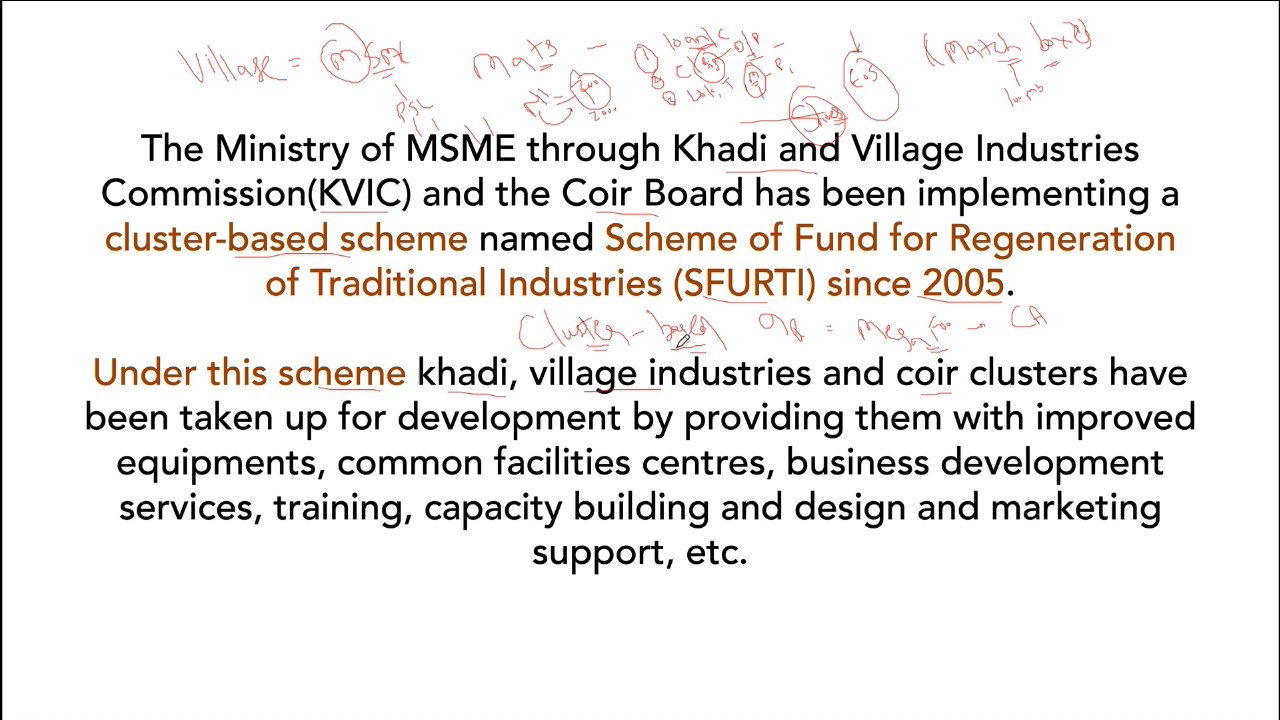 Village =
Mats -
(Match box)
The Ministry of MSME through Khadi and Village Industries
Commission(KVIC) and the Coir Board has been implementing a
cluster-based scheme named Scheme of Fund for Regeneration
of Traditional Industries (SFURTI) since 2005.
Cluster-based
Under this scheme khadi, village industries and coir clusters have
been taken up for development by providing them with improved
equipments, common facilities centres, business development
services, training, capacity building and design and marketing
support, etc.